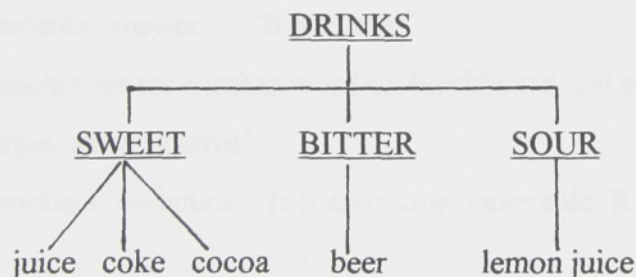 DRINKS
SWEET BITTER SOUR
juice coke cocoa beer lemon juice